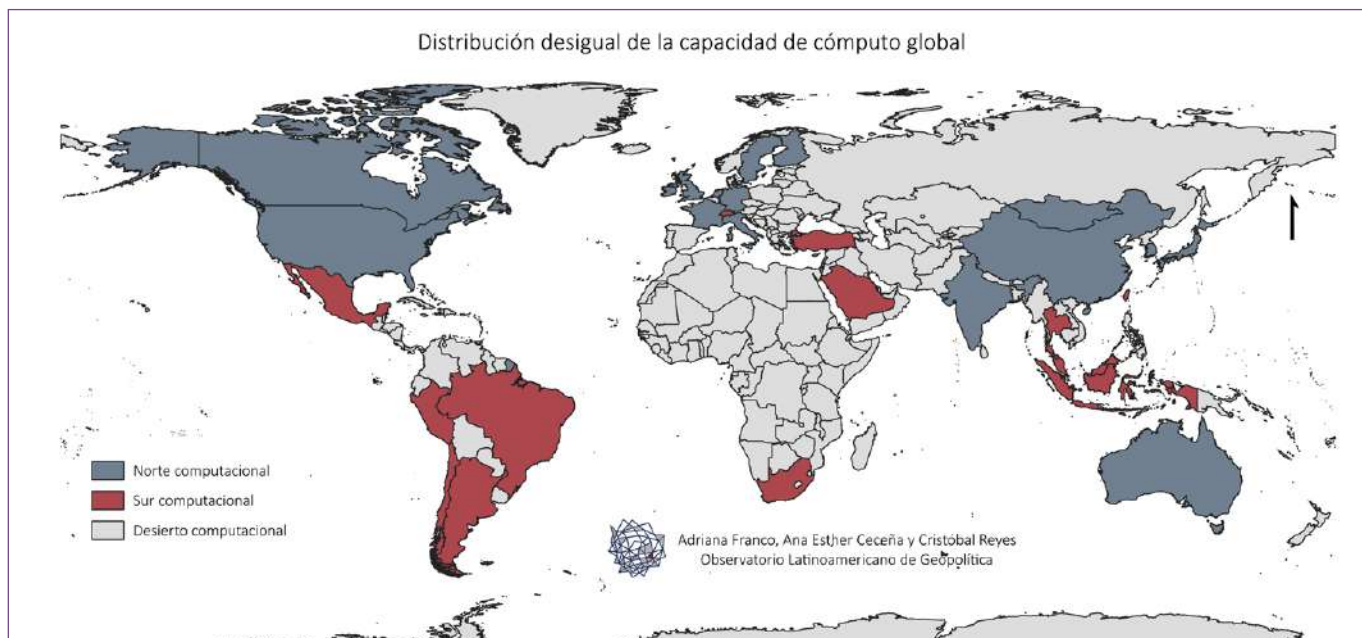 Distribución desigual de la capacidad de cómputo global
Norte computacional
Sur computacional
Desierto computacional
Adriana Franco, Ana Esther Ceceña y Cristóbal Reyes
Observatorio Latinoamericano de Geopolítica